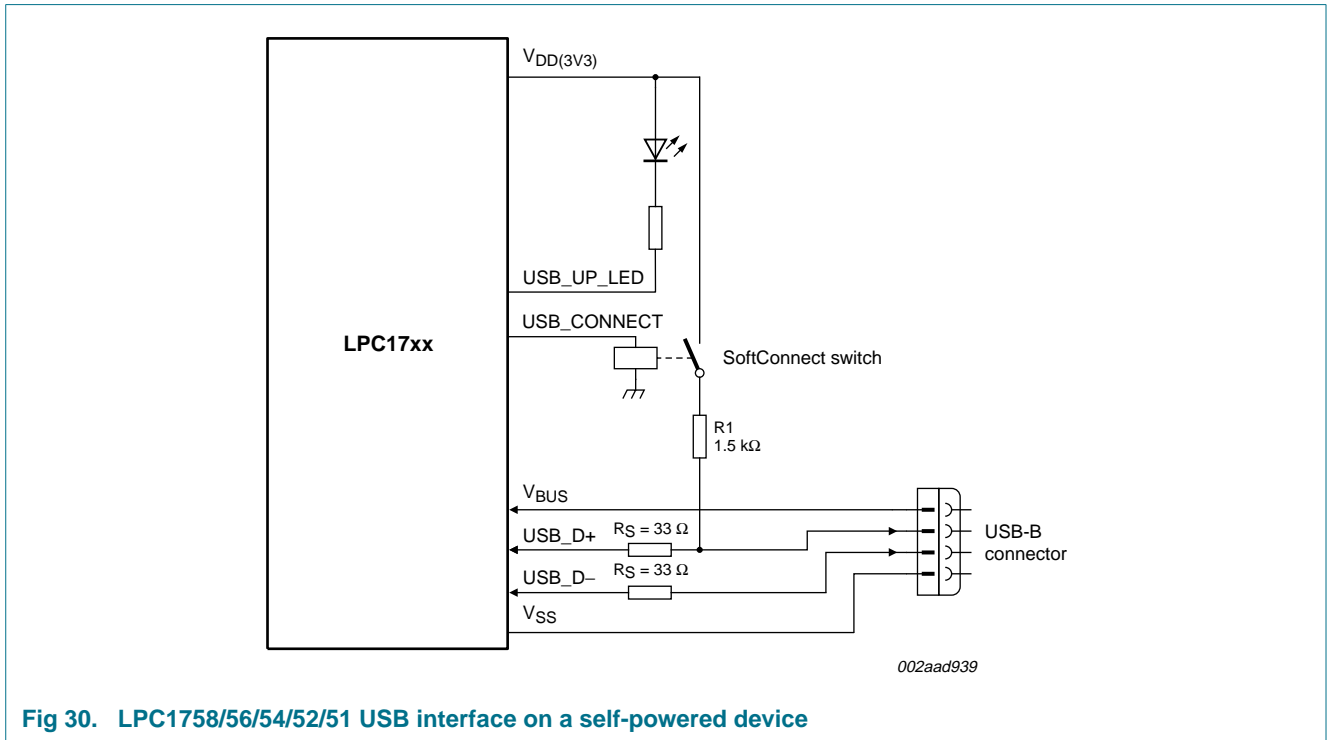 VDD(3V3)
USB_UP_LED
USB_CONNECT
LPC17xx
SoftConnect switch
R1
1.5 kΩ
VBUS
USB_D+
RS = 33 Ω
USB-B
connector
USB_D−
RS = 33 Ω
VSS
002aad939
Fig 30. LPC1758/56/54/52/51 USB interface on a self-powered device